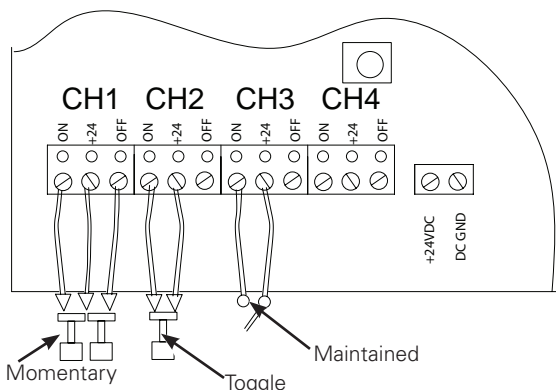 CH1 CH2 CH3 CH4
ON +24 OFF ON +24 OFF ON +24 OFF ON +24 OFF
+24VDC
DC GND
Maintained
Momentary
Toggle